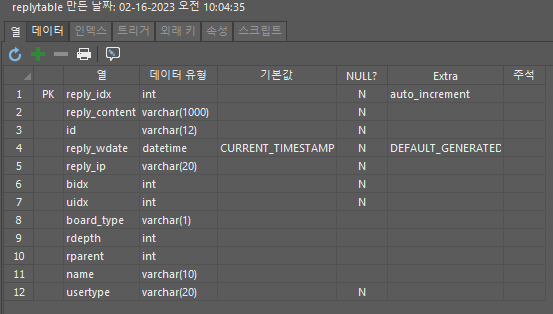 replytable 만든 날짜: 02-16-2023 오전 10:04:35
열 데이터 인덱스 트리거 외래 키 속성 스크립트
열 데이터 유형 기본값 NULL? Extra 주석
1 PK reply_idx int N auto_increment
2 reply_content varchar(1000) N
3 id varchar(12) N
4 reply_wdate datetime CURRENT_TIMESTAMP N DEFAULT_GENERATED
5 reply_ip varchar(20) N
6 bidx int N
7 uidx int N
8 board_type varchar(1)
9 rdepth int
10 rparent int
11 name varchar(10)
12 usertype varchar(20) N